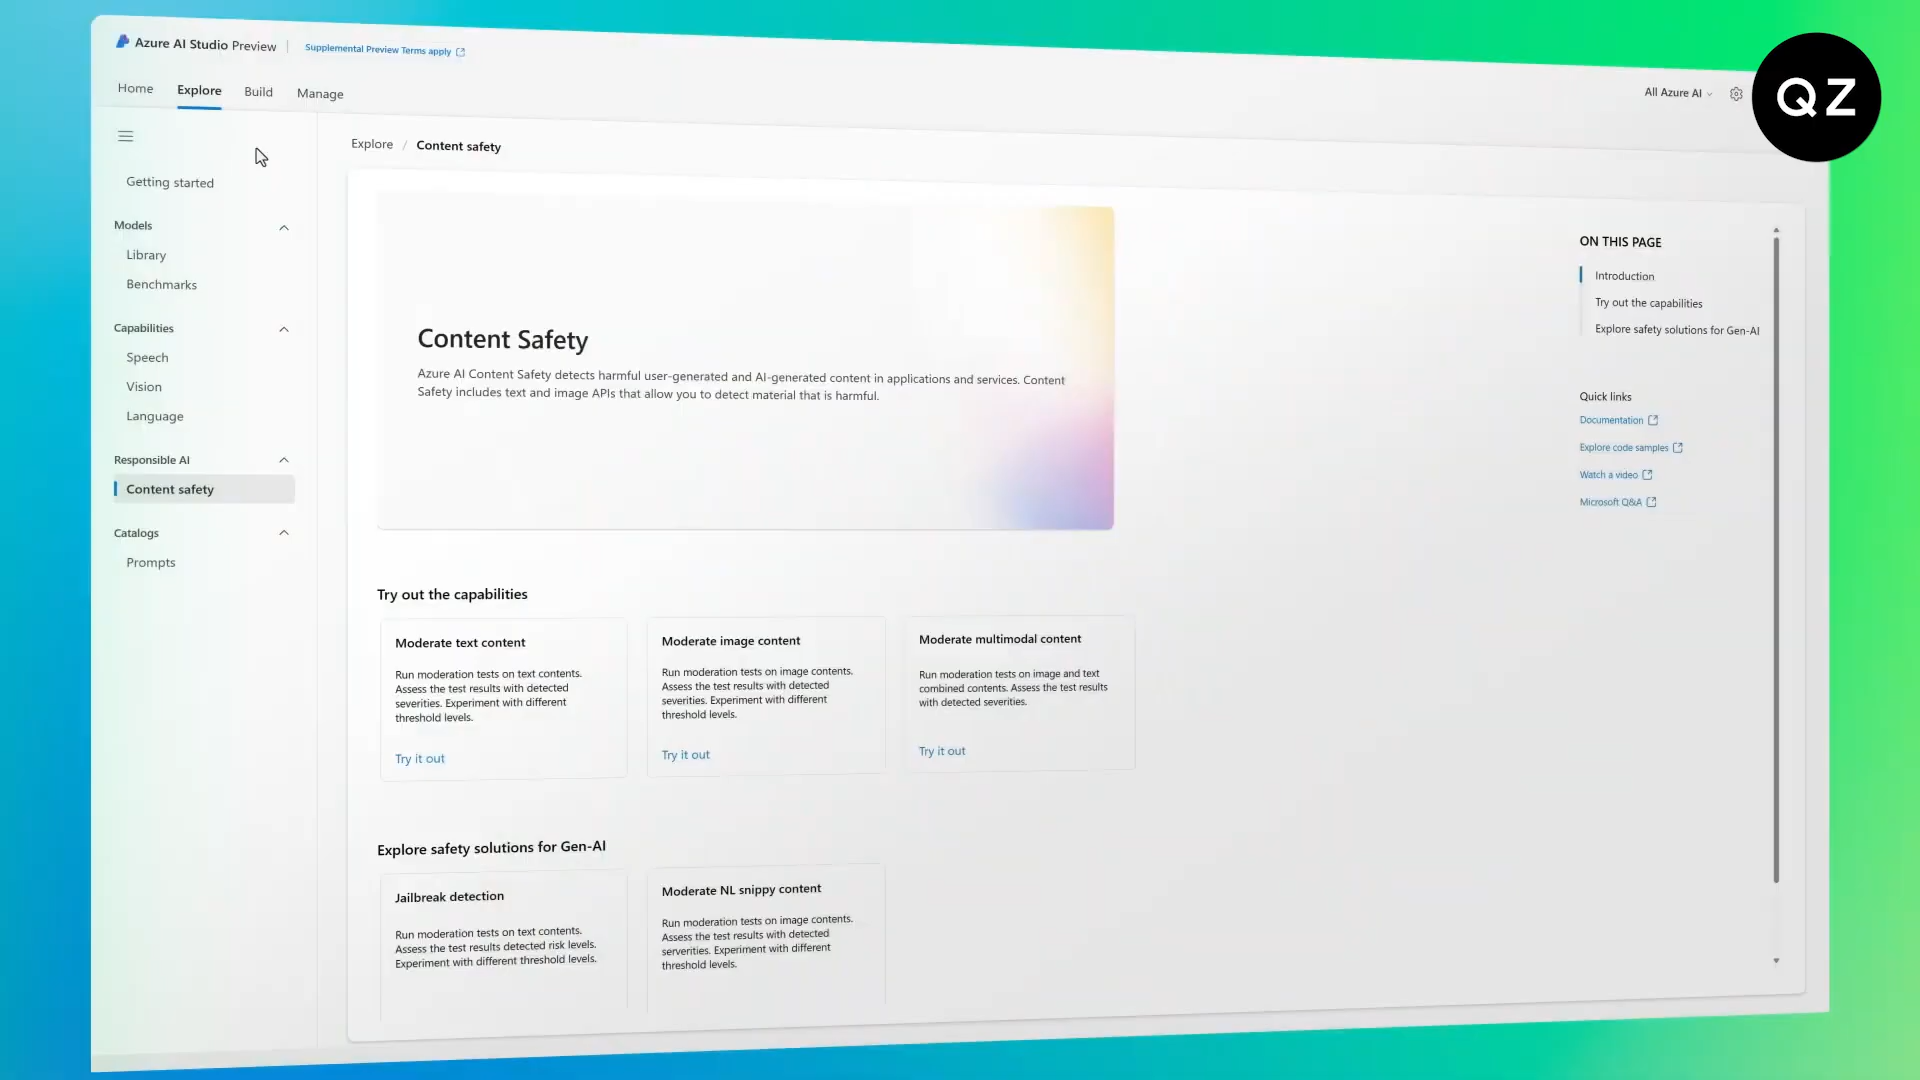 Azure AI Studio Preview
Supplemental Preview Terms apply
Home
Explore
Build
Manage
All Azure AI
QZ
Getting started
Models
Library
Benchmarks
Capabilities
Speech
Vision
Language
Responsible AI
Content safety
Catalogs
Prompts
Explore / Content safety
Content Safety
Azure AI Content Safety detects harmful user-generated and AI-generated content in applications and services. Content
Safety includes text and image APIs that allow you to detect material that is harmful.
Try out the capabilities
Moderate text content
Run moderation tests on text contents.
Assess the test results with detected
severities. Experiment with different
threshold levels.
Try it out
Moderate image content
Run moderation tests on image contents.
Assess the test results with detected
severities. Experiment with different
threshold levels.
Try it out
Moderate multimodal content
Run moderation tests on image and text
combined contents. Assess the test results
with detected severities.
Try it out
Explore safety solutions for Gen-AI
Jailbreak detection
Run moderation tests on text contents.
Assess the test results detected risk levels.
Experiment with different threshold levels.
Moderate NL snippy content
Run moderation tests on image contents.
Assess the test results with detected
serverities. Experiment with different
threshold levels.
ON THIS PAGE
Introduction
Try out the capabilities
Explore safety solutions for Gen-AI
Quick links
Documentation
Explore code samples
Watch a video
Microsoft Q&A